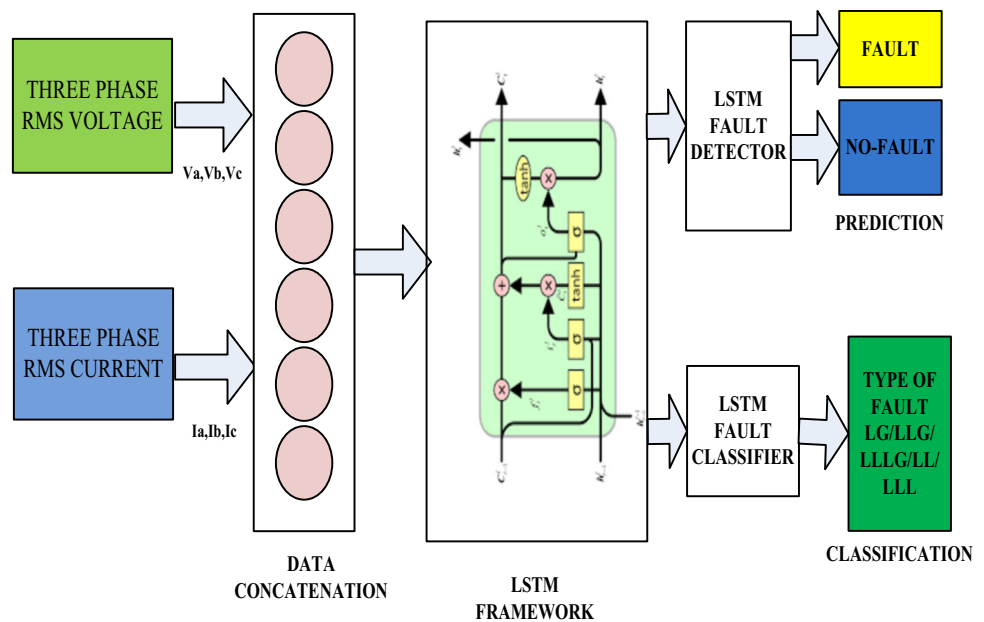 THREE PHASE
RMS VOLTAGE
Va,Vb,Vc
THREE PHASE
RMS CURRENT
Ia,Ib,Ic
DATA
CONCATENATION
tanh
x
σ
+
x
tanh
σ
x
σ
LSTM
FRAMEWORK
LSTM
FAULT
DETECTOR
FAULT
NO-FAULT
PREDICTION
LSTM
FAULT
CLASSIFIER
TYPE OF
FAULT
LG/LLG/
LLLG/LL/
LLL
CLASSIFICATION